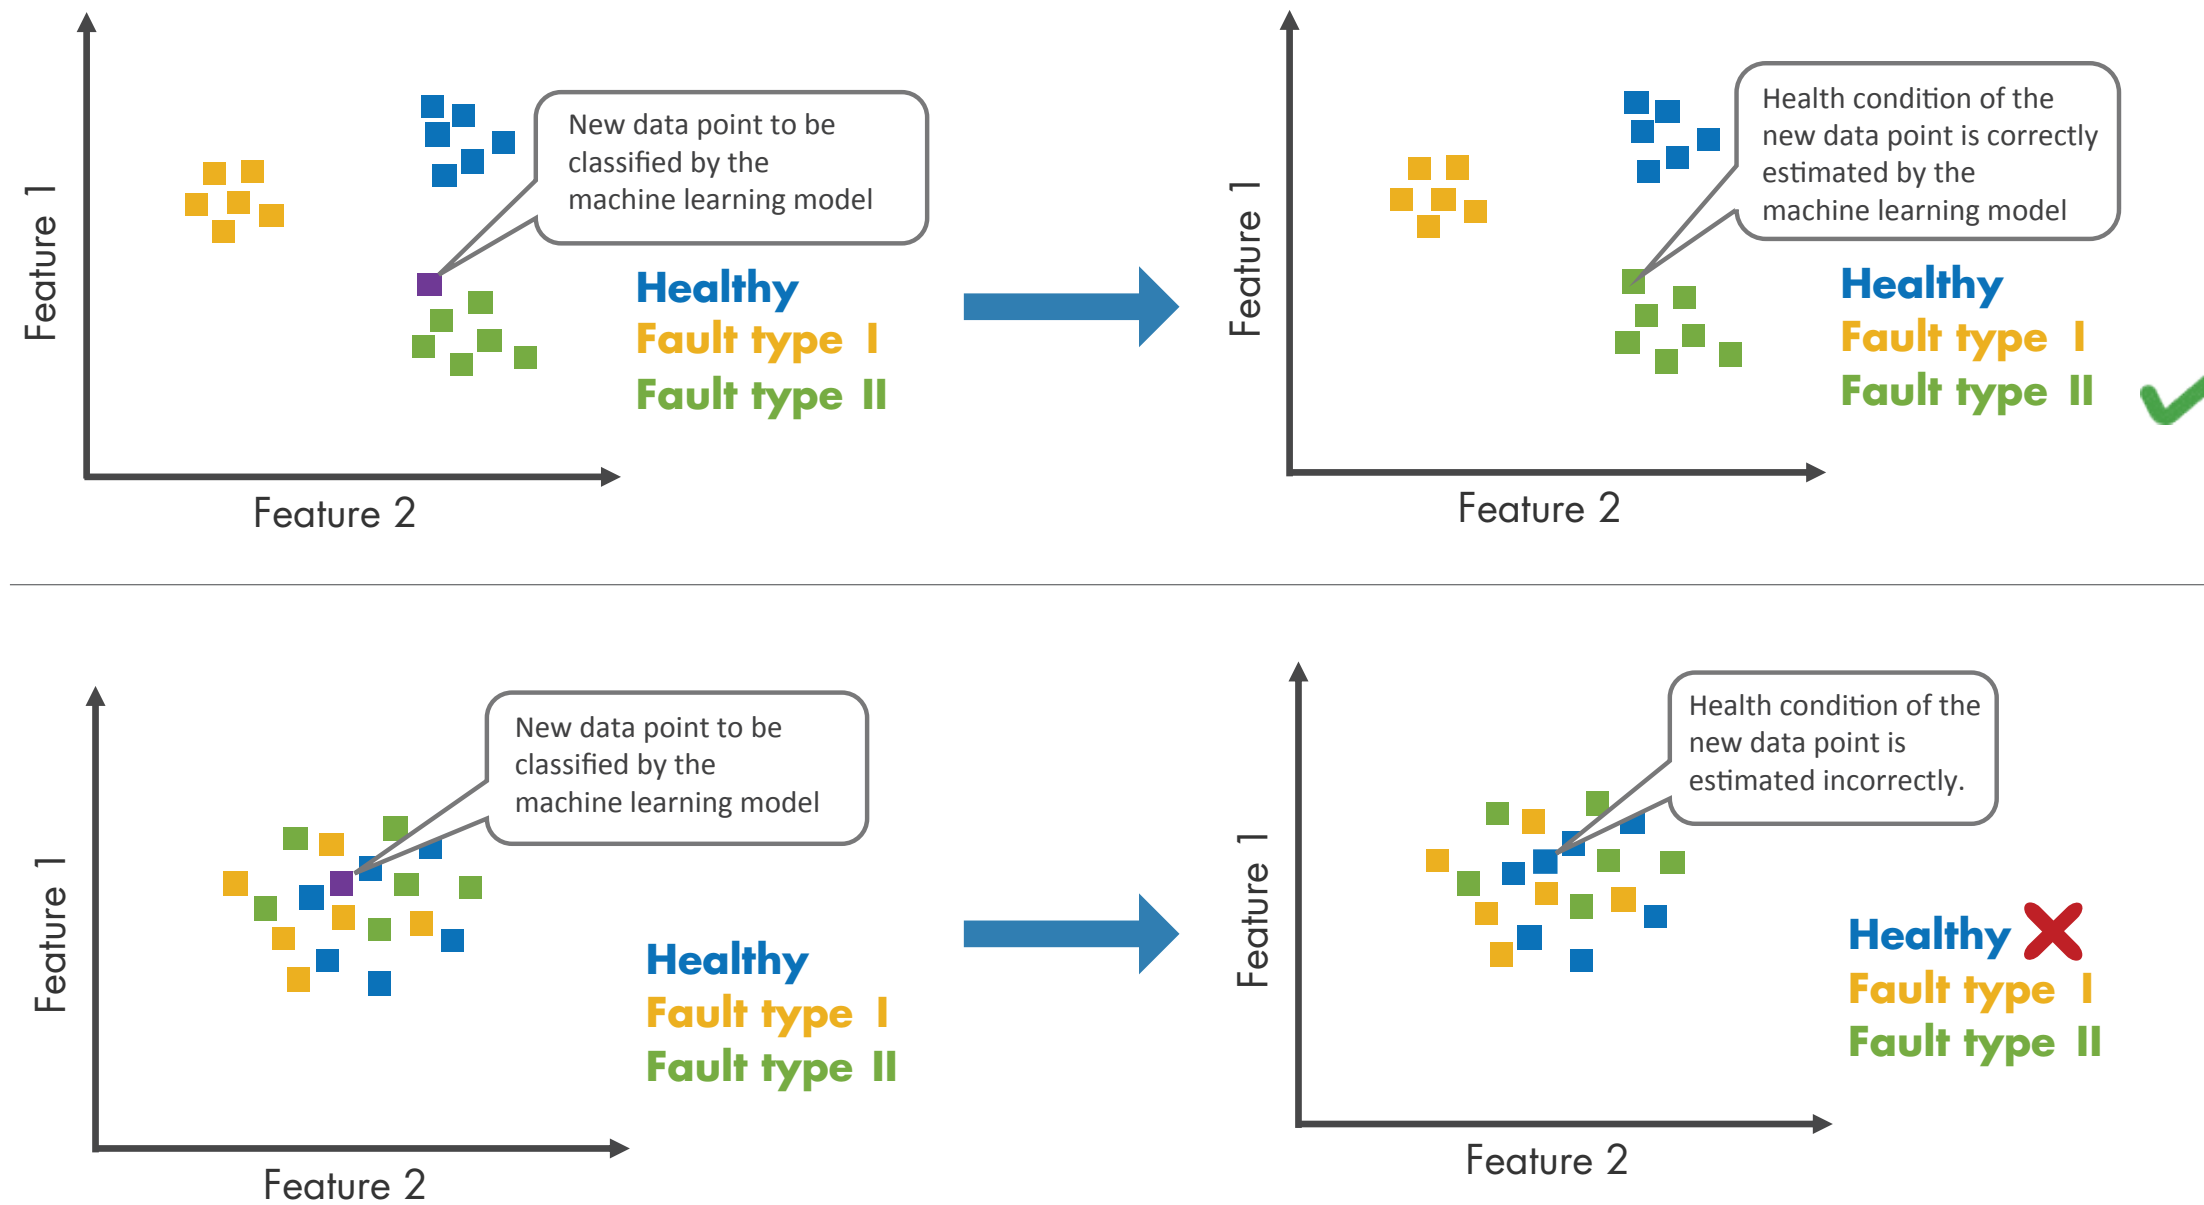 New data point to be
classified by the
machine learning model
Feature 1
Healthy
Fault type I
Fault type II
Feature 2
Health condition of the
new data point is correctly
estimated by the
machine learning model
Feature 1
Healthy
Fault type I
Fault type II
Feature 2
New data point to be
classified by the
machine learning model
Feature 1
Healthy
Fault type I
Fault type II
Feature 2
Health condition of the
new data point is
estimated incorrectly.
Feature 1
Healthy
Fault type I
Fault type II
Feature 2